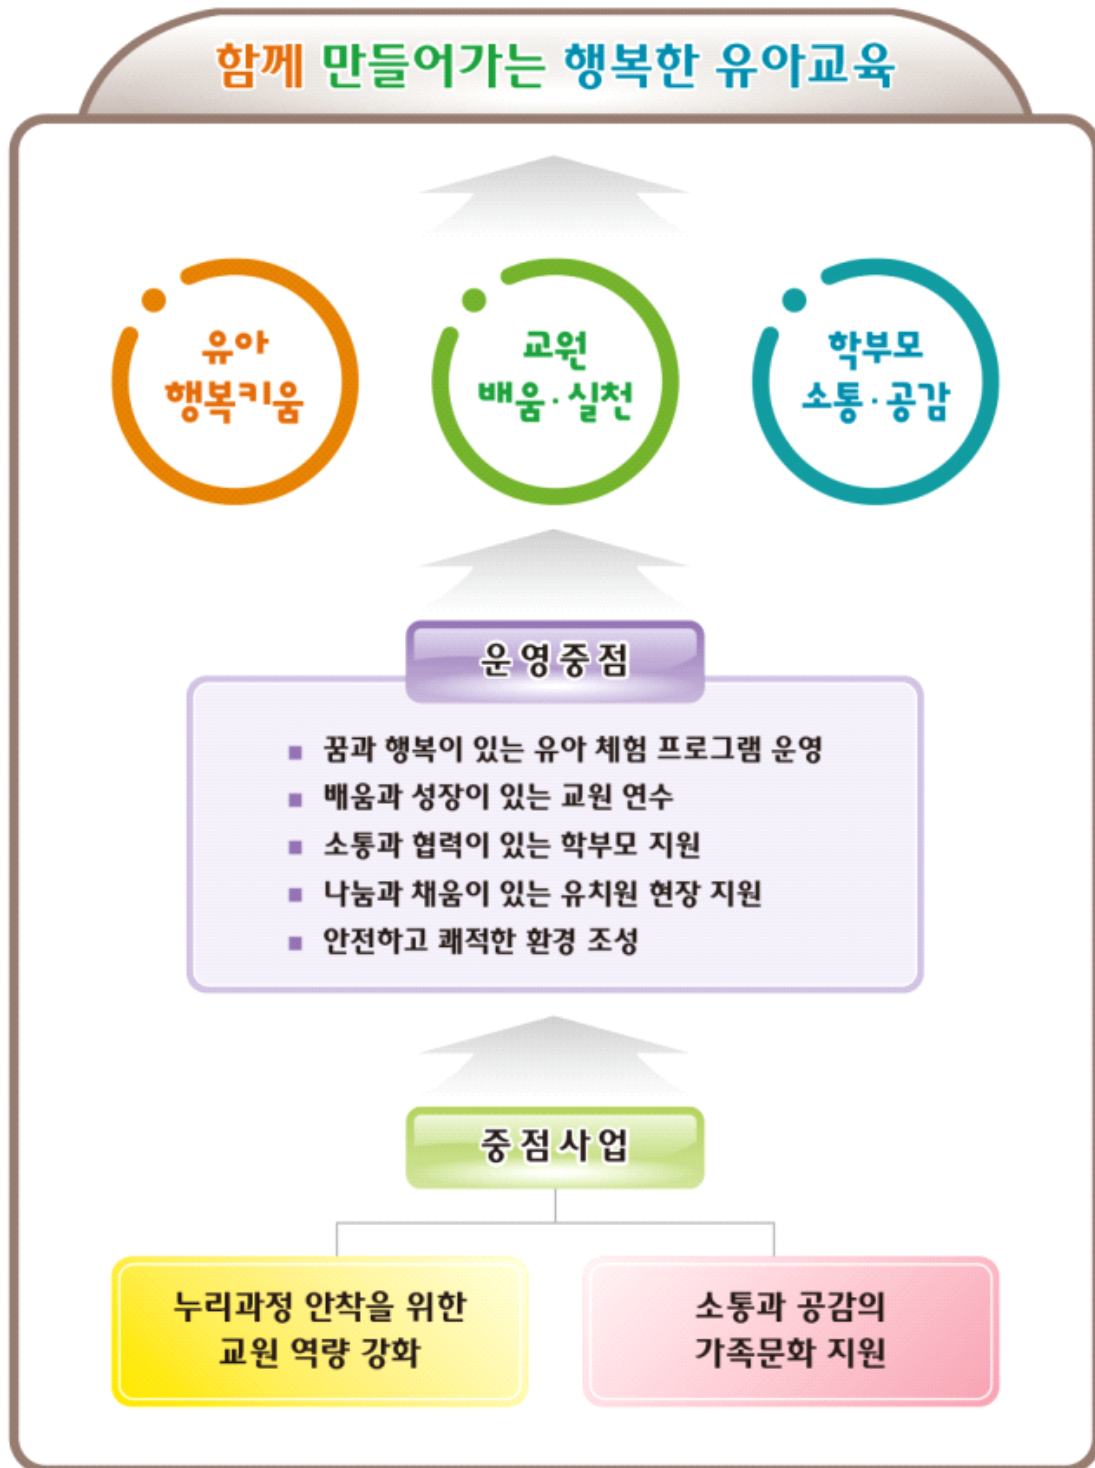 함께 만들어가는 행복한 유아교육
유아
행복키움
교원
배움·실천
학부모
소통·공감
운영중점
■ 꿈과 행복이 있는 유아 체험 프로그램 운영
■ 배움과 성장이 있는 교원 연수
■ 소통과 협력이 있는 학부모 지원
■ 나눔과 채움이 있는 유치원 현장 지원
■ 안전하고 쾌적한 환경 조성
중점사업
누리과정 안착을 위한
교원 역량 강화
소통과 공감의
가족문화 지원